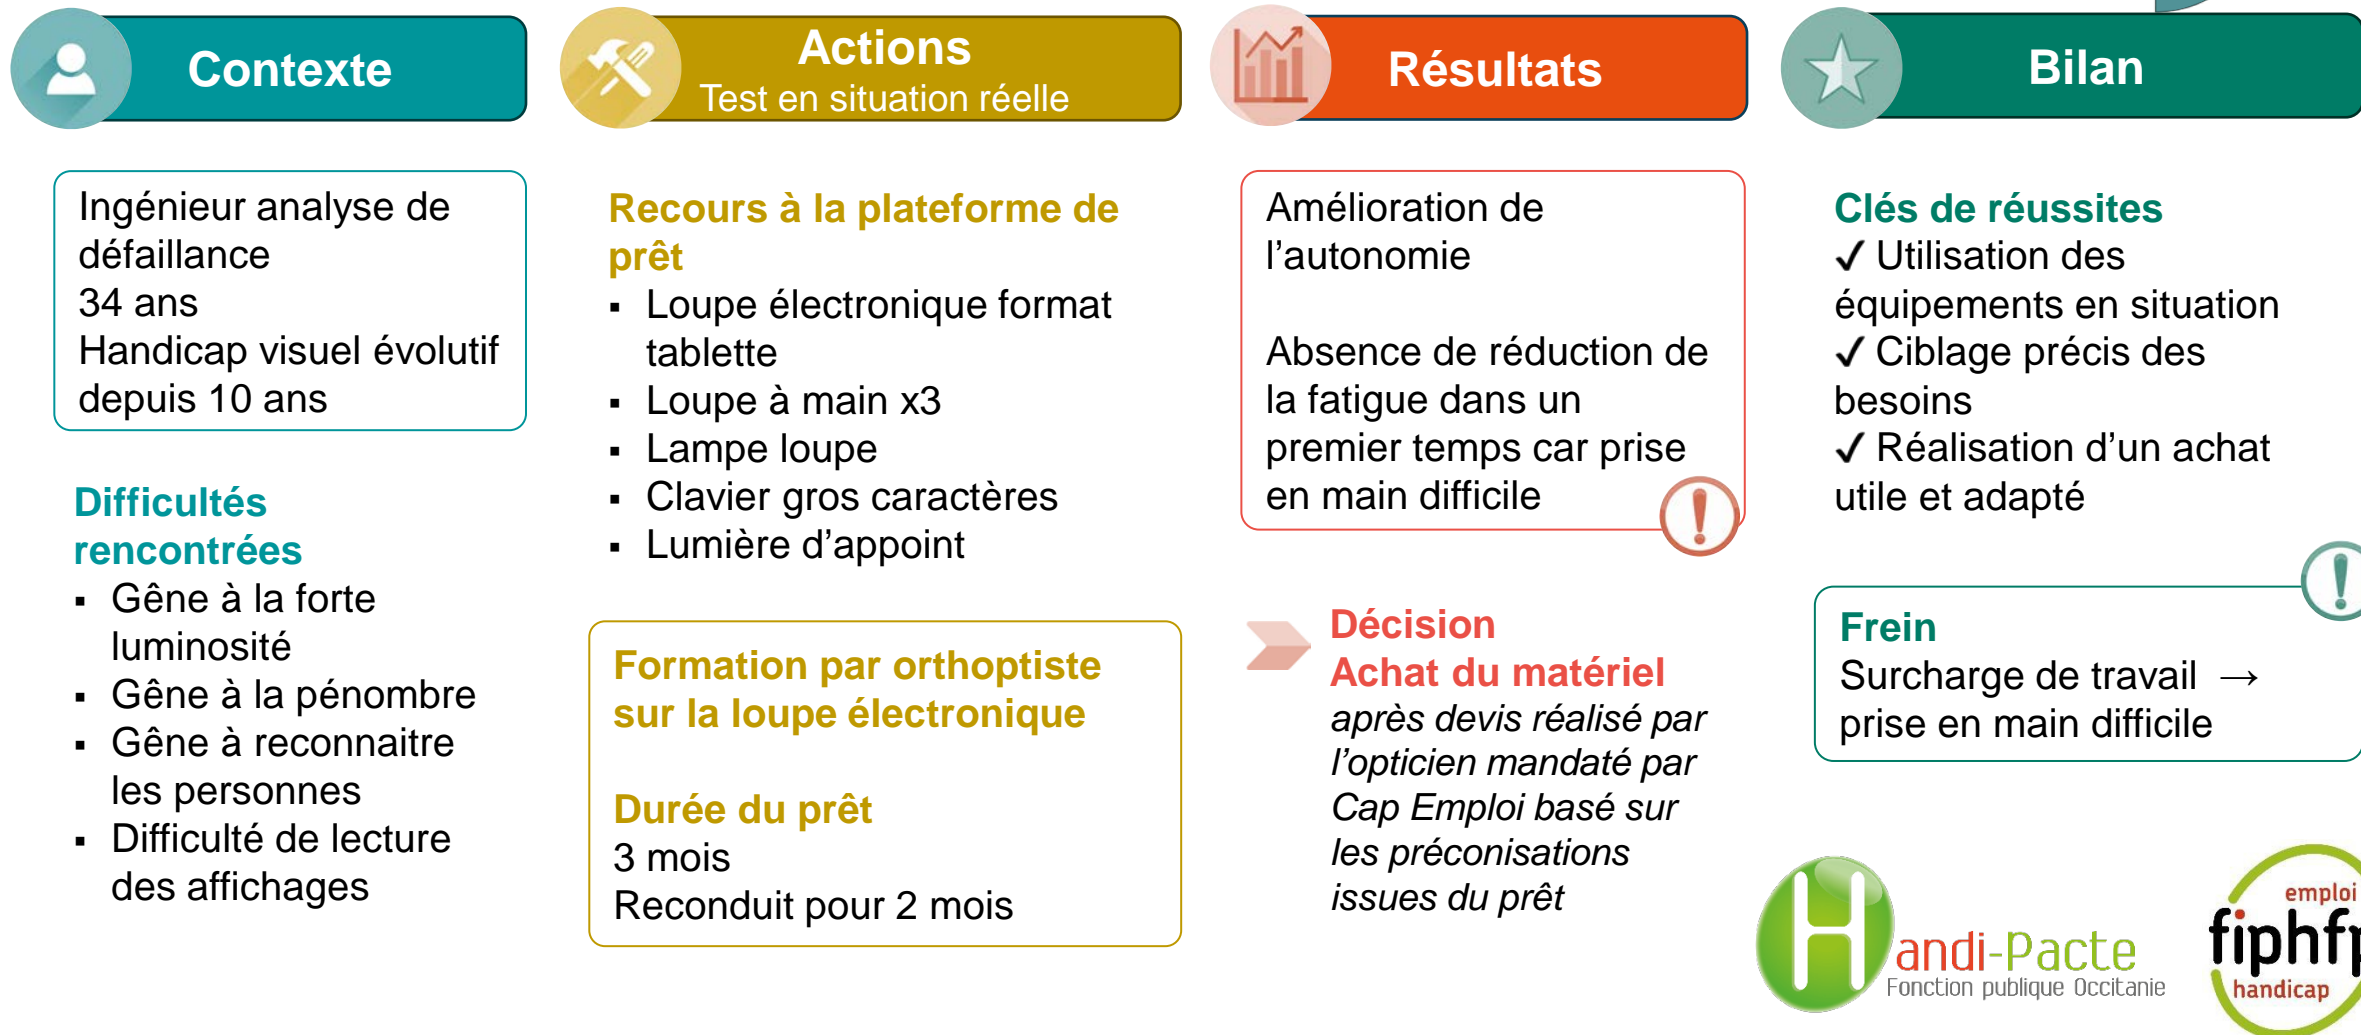 Contexte
Ingénieur analyse de
défaillance
34 ans
Handicap visuel évolutif
depuis 10 ans
Difficultés
rencontrées
▪ Gêne à la forte
luminosité
▪ Gêne à la pénombre
▪ Gêne à reconnaitre
les personnes
▪ Difficulté de lecture
des affichages
Actions
Test en situation réelle
Recours à la plateforme de
prêt
▪ Loupe électronique format
tablette
▪ Loupe à main x3
▪ Lampe loupe
▪ Clavier gros caractères
▪ Lumière d’appoint
Formation par orthoptiste
sur la loupe électronique
Durée du prêt
3 mois
Reconduit pour 2 mois
Résultats
Amélioration de
l’autonomie
Absence de réduction de
la fatigue dans un
premier temps car prise
en main difficile
Décision
Achat du matériel
après devis réalisé par
l’opticien mandaté par
Cap Emploi basé sur
les préconisations
issues du prêt
Bilan
Clés de réussites
✓ Utilisation des
équipements en situation
✓ Ciblage précis des
besoins
✓ Réalisation d’un achat
utile et adapté
Frein
Surcharge de travail →
prise en main difficile
Handi-Pacte
Fonction publique Occitanie
emploi
fiphfp
handicap